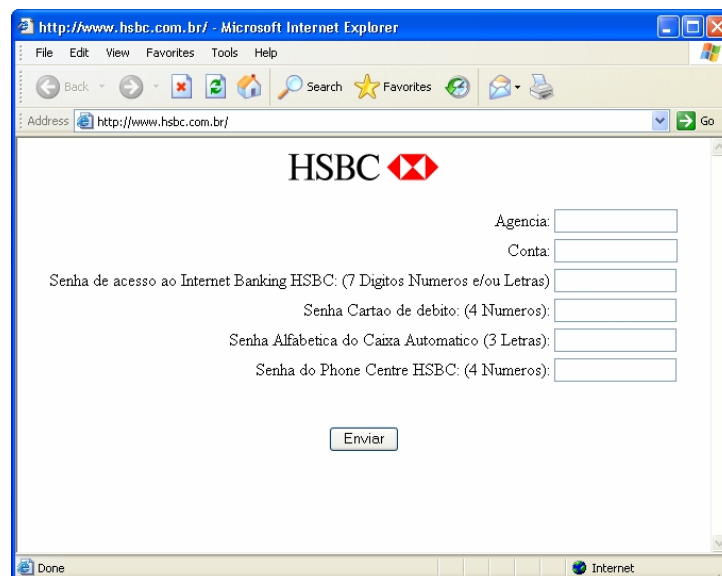 http://www.hsbc.com.br/ - Microsoft Internet Explorer
File Edit View Favorites Tools Help
Back Search Favorites
Address http://www.hsbc.com.br/ Go
HSBC
Agencia:
Conta:
Senha de acesso ao Internet Banking HSBC: (7 Digitos Numeros e/ou Letras)
Senha Cartao de debito: (4 Numeros):
Senha Alfabetica do Caixa Automatico (3 Letras):
Senha do Phone Centre HSBC: (4 Numeros):
Enviar
Done Internet